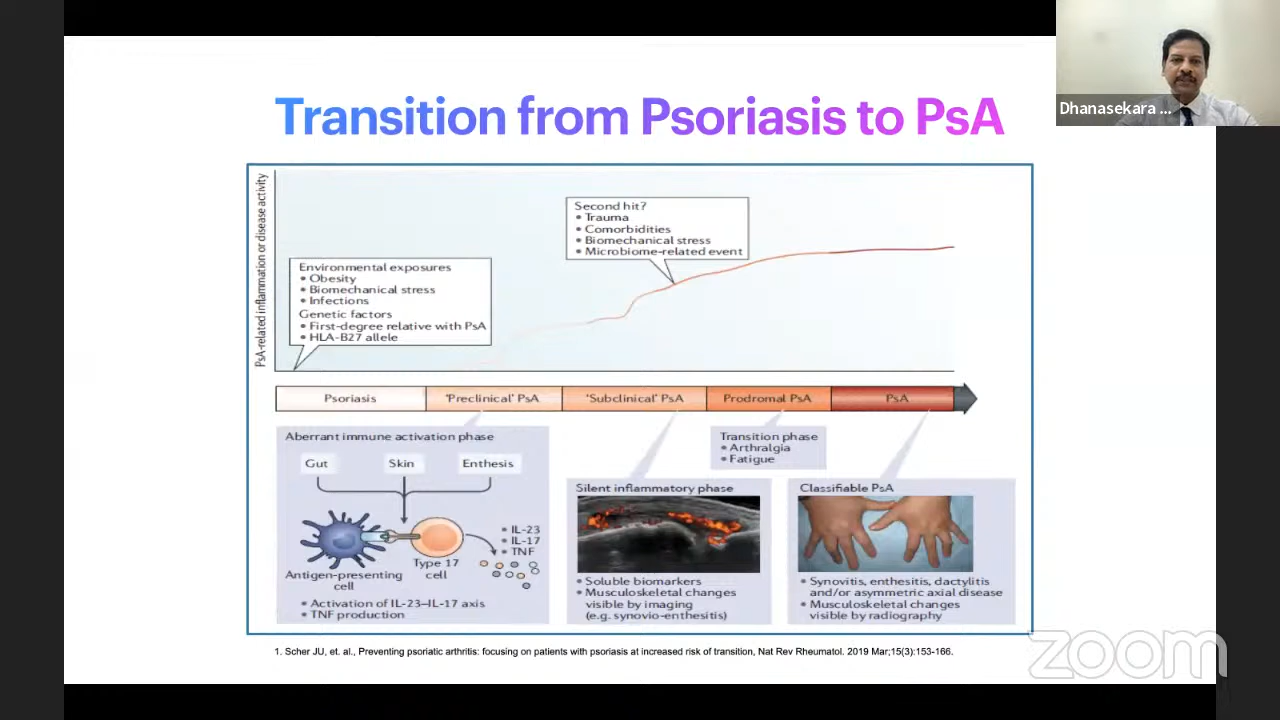 Dhanasekara ...
Transition from Psoriasis to PsA
PsA-related inflammation or disease activity
Second hit?
• Trauma
• Comorbidities
• Biomechanical stress
• Microbiome-related event
Environmental exposures
• Obesity
• Biomechanical stress
• Infections
Genetic factors
• First-degree relative with PsA
• HLA-B27 allele
Psoriasis
'Preclinical' PsA
'Subclinical' PsA
Prodromal PsA
PsA
Aberrant immune activation phase
Gut
Skin
Enthesis
• IL-23
• IL-17
• TNF
Antigen-presenting
cell
Type 17
cell
• Activation of IL-23–IL-17 axis
• TNF production
Transition phase
• Arthralgia
• Fatigue
Silent inflammatory phase
• Soluble biomarkers
• Musculoskeletal changes
visible by imaging
(e.g. synovio-enthesitis)
Classifiable PsA
• Synovitis, enthesitis, dactylitis
and/or asymmetric axial disease
• Musculoskeletal changes
visible by radiography
1. Scher JU, et. al., Preventing psoriatic arthritis: focusing on patients with psoriasis at increased risk of transition, Nat Rev Rheumatol. 2019 Mar;15(3):153-166.
zoom